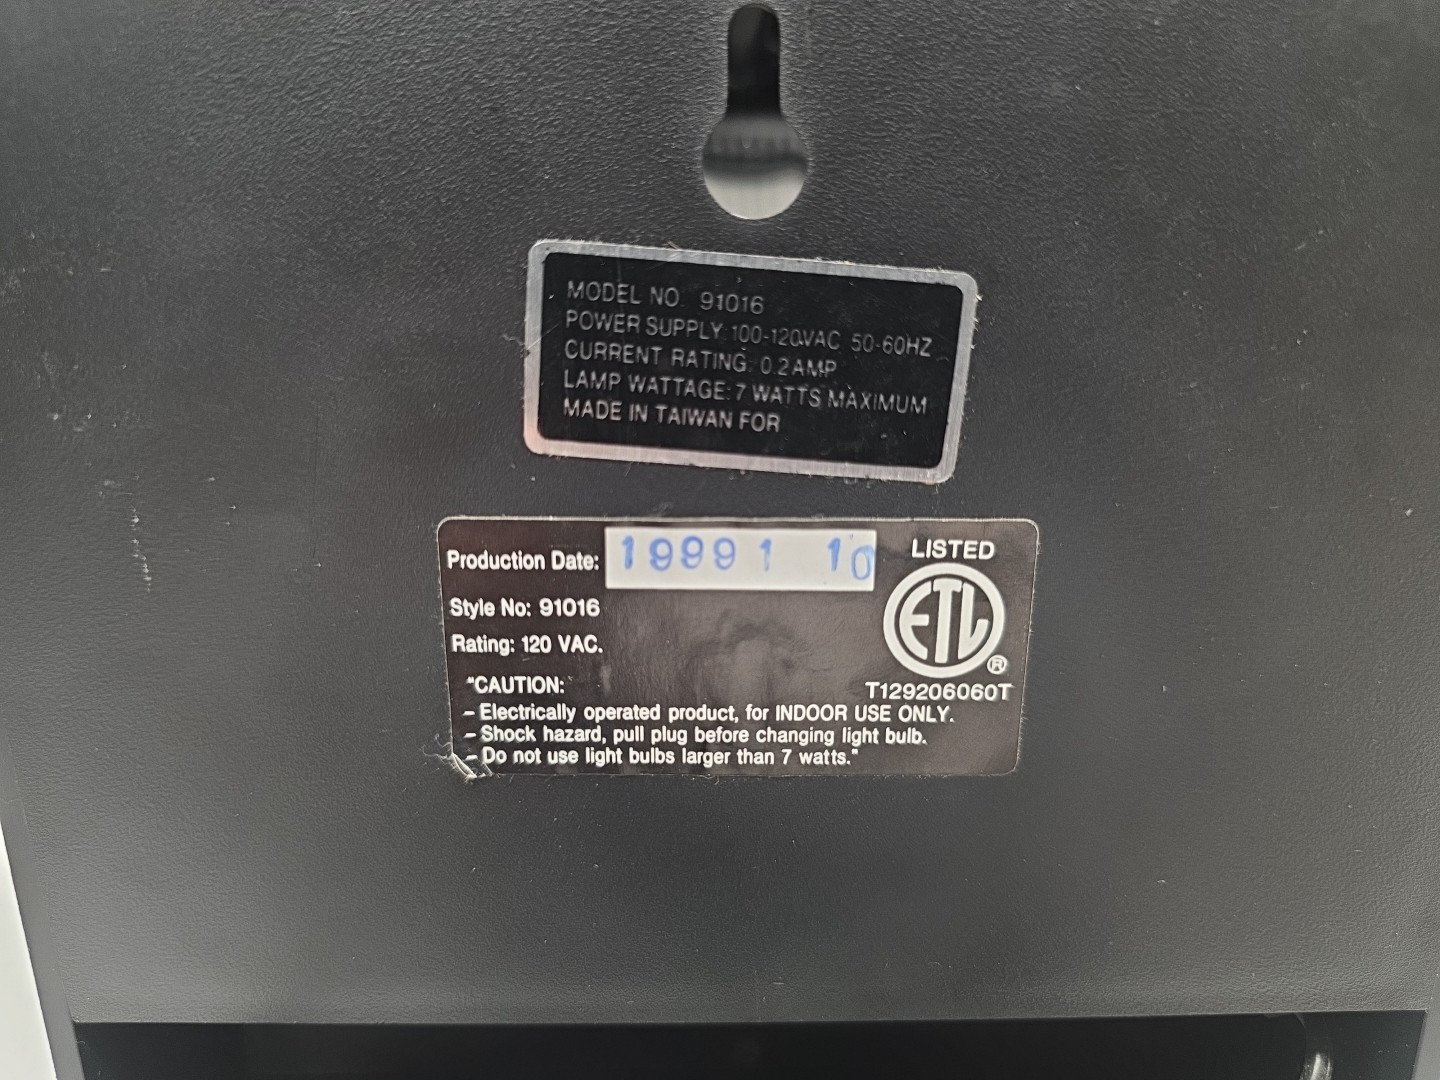 MODEL NO. 91016
POWER SUPPLY 100-120VAC 50-60HZ
CURRENT RATING: 0.2AMP
LAMP WATTAGE: 7 WATTS MAXIMUM
MADE IN TAIWAN FOR
Production Date: 19991 10
Style No: 91016
Rating: 120 VAC.
LISTED
ETL ®
T129206060T
"CAUTION:
- Electrically operated product, for INDOOR USE ONLY.
- Shock hazard, pull plug before changing light bulb.
- Do not use light bulbs larger than 7 watts."